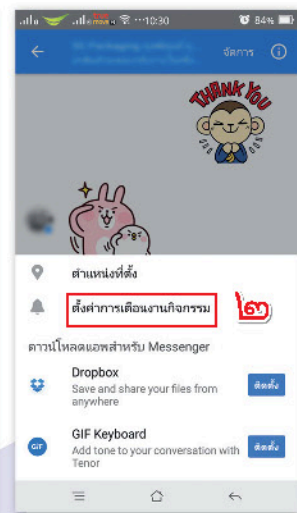 10:30 84%
จัดการ
THANK YOU
ตำแหน่งที่ตั้ง
ตั้งค่าการเตือนงานกิจกรรม ๒
ดาวน์โหลดแอพสำหรับ Messenger
Dropbox
Save and share your files from
anywhere
ติดตั้ง
GIF
GIF Keyboard
Add tone to your conversation with
Tenor
ติดตั้ง